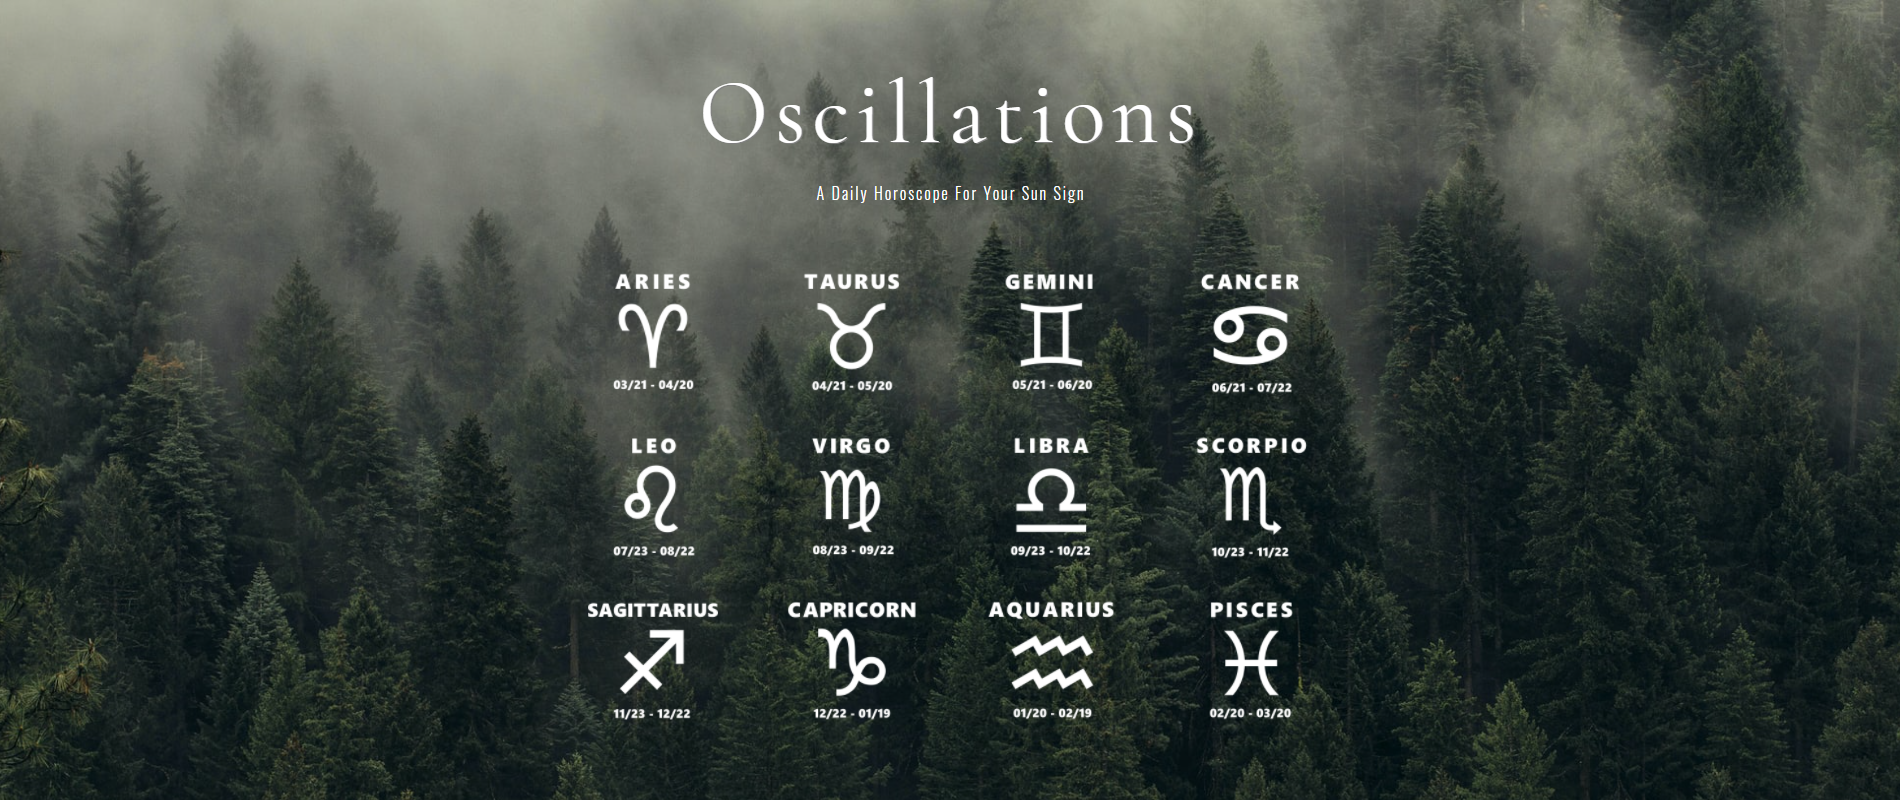 Oscillations
A Daily Horoscope For Your Sun Sign
ARIES TAURUS GEMINI CANCER
03/21 - 04/20 04/21 - 05/20 05/21 - 06/20 06/21 - 07/22
LEO VIRGO LIBRA SCORPIO
07/23 - 08/22 08/23 - 09/22 09/23 - 10/22 10/23 - 11/22
SAGITTARIUS CAPRICORN AQUARIUS PISCES
11/23 - 12/22 12/22 - 01/19 01/20 - 02/19 02/20 - 03/20